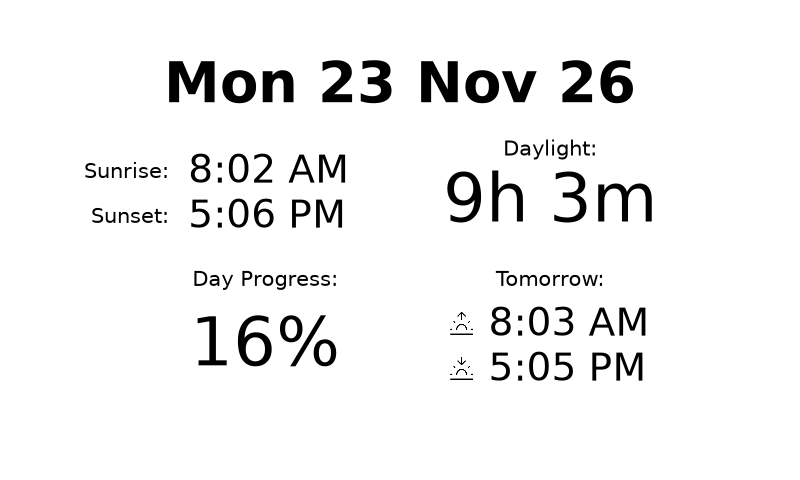 Mon 23 Nov 26
Sunrise: 8:02 AM
Sunset: 5:06 PM
Daylight:
9h 3m
Day Progress:
16%
Tomorrow:
8:03 AM
5:05 PM